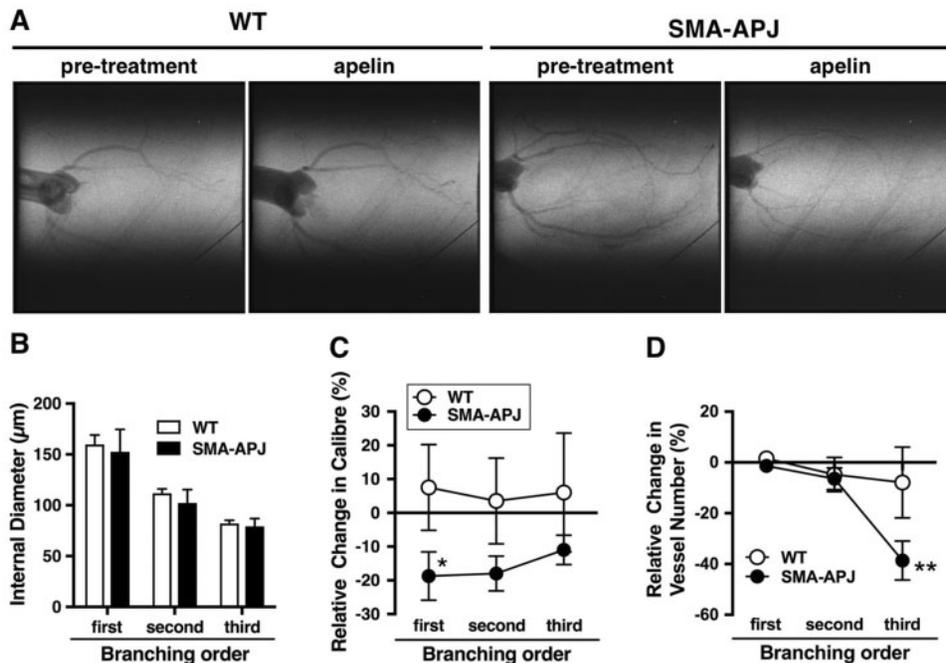 A
WT
SMA-APJ
pre-treatment
apelin
pre-treatment
apelin
B
Internal Diameter (µm)
200
150
100
50
0
WT
SMA-APJ
first
second
third
Branching order
C
Relative Change in Calibre (%)
WT
SMA-APJ
30
20
10
0
-10
-20
-30
*
first
second
third
Branching order
D
Relative Change in
Vessel Number (%)
20
0
-20
-40
-60
WT
SMA-APJ
**
first
second
third
Branching order